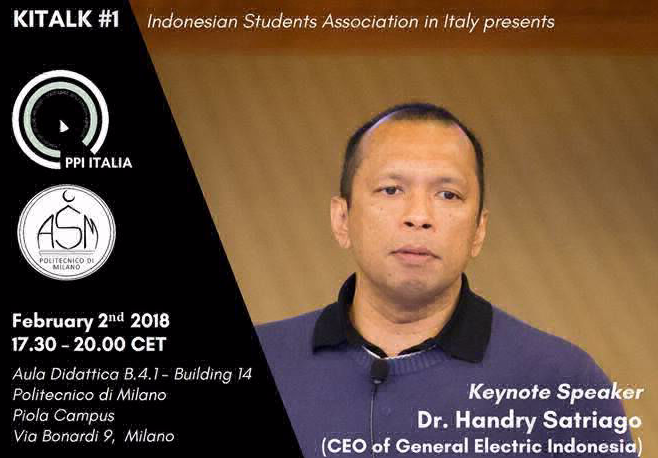 KITALK #1
Indonesian Students Association in Italy presents
PPI ITALIA
ASM
POLITECNICO DI
MILANO
February 2nd 2018
17.30 – 20.00 CET
Aula Didattica B.4.1 – Building 14
Politecnico di Milano
Piola Campus
Via Bonardi 9, Milano
Keynote Speaker
Dr. Handry Satriago
(CEO of General Electric Indonesia)